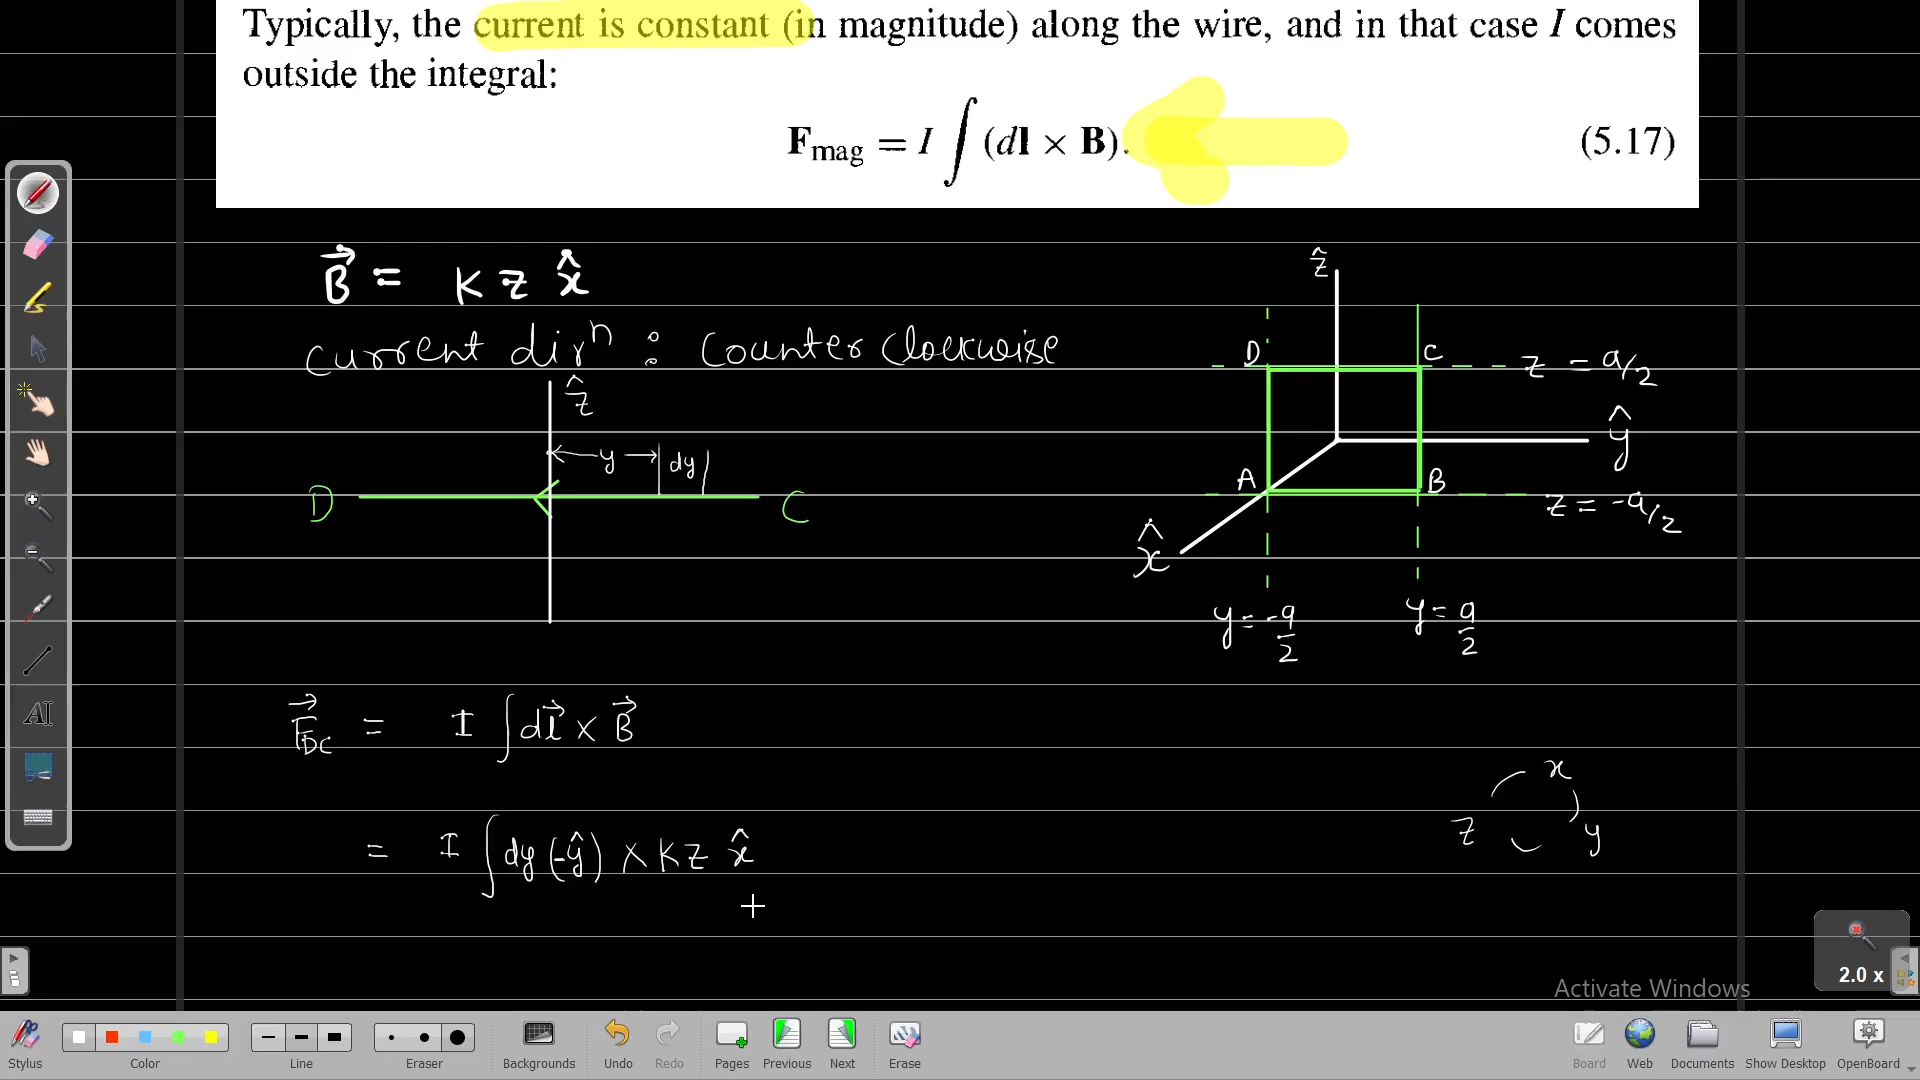 Typically, the current is constant (in magnitude) along the wire, and in that case I comes
outside the integral:
F_mag = I ∫ (dl × B). (5.17)
B⃗ = K z x̂
Current dirⁿ : Counter Clockwise
ẑ
y dy
D C
ẑ
D C z = a/2
ŷ
A B z = -a/2
x̂
y = -a/2 y = a/2
F⃗_DC = I ∫ dl⃗ × B⃗
= I ∫ dy (-ŷ) × K z x̂
x
z y
2.0 x
Activate Windows
Stylus Color Line Eraser Backgrounds Undo Redo Pages Previous Next Erase Board Web Documents Show Desktop OpenBoard
AI